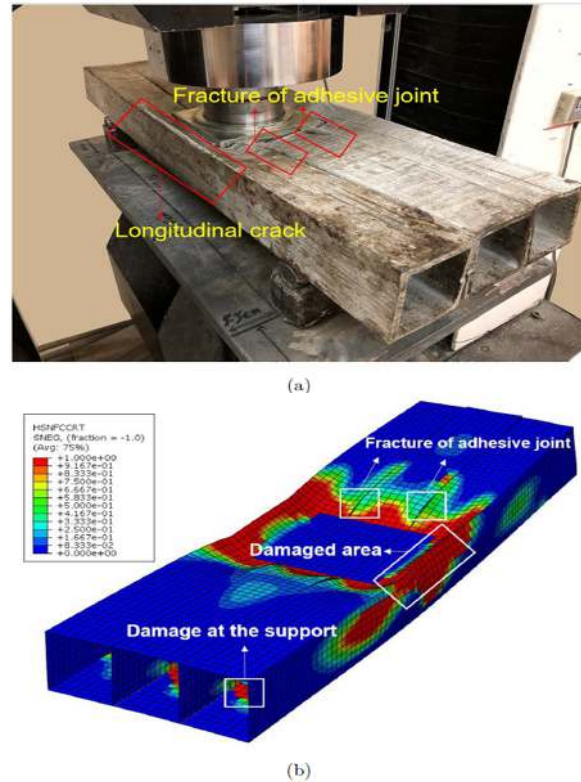 Fracture of adhesive joint
Longitudinal crack
(a)
HSNFCCRT
SNEG, (fraction = -1.0)
(Avg: 75%)
+1.000e+00
+9.167e-01
+8.333e-01
+7.500e-01
+6.667e-01
+5.833e-01
+5.000e-01
+4.167e-01
+3.333e-01
+2.500e-01
+1.667e-01
+8.333e-02
+0.000e+00
Fracture of adhesive joint
Damaged area
Damage at the support
(b)